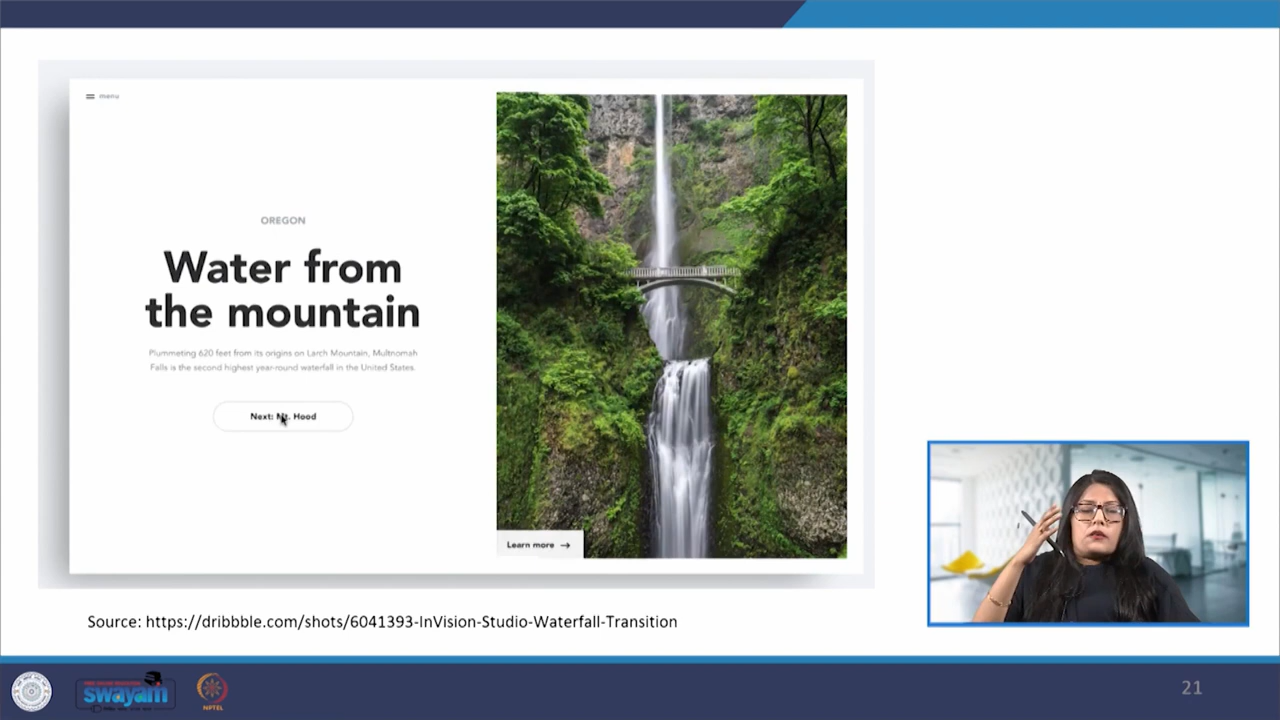 menu
OREGON
Water from
the mountain
Plummeting 620 feet from its origins on Larch Mountain, Multnomah
Falls is the second highest year-round waterfall in the United States.
Next: Mt. Hood
Learn more →
Source: https://dribbble.com/shots/6041393-InVision-Studio-Waterfall-Transition
swayam
NPTEL
21